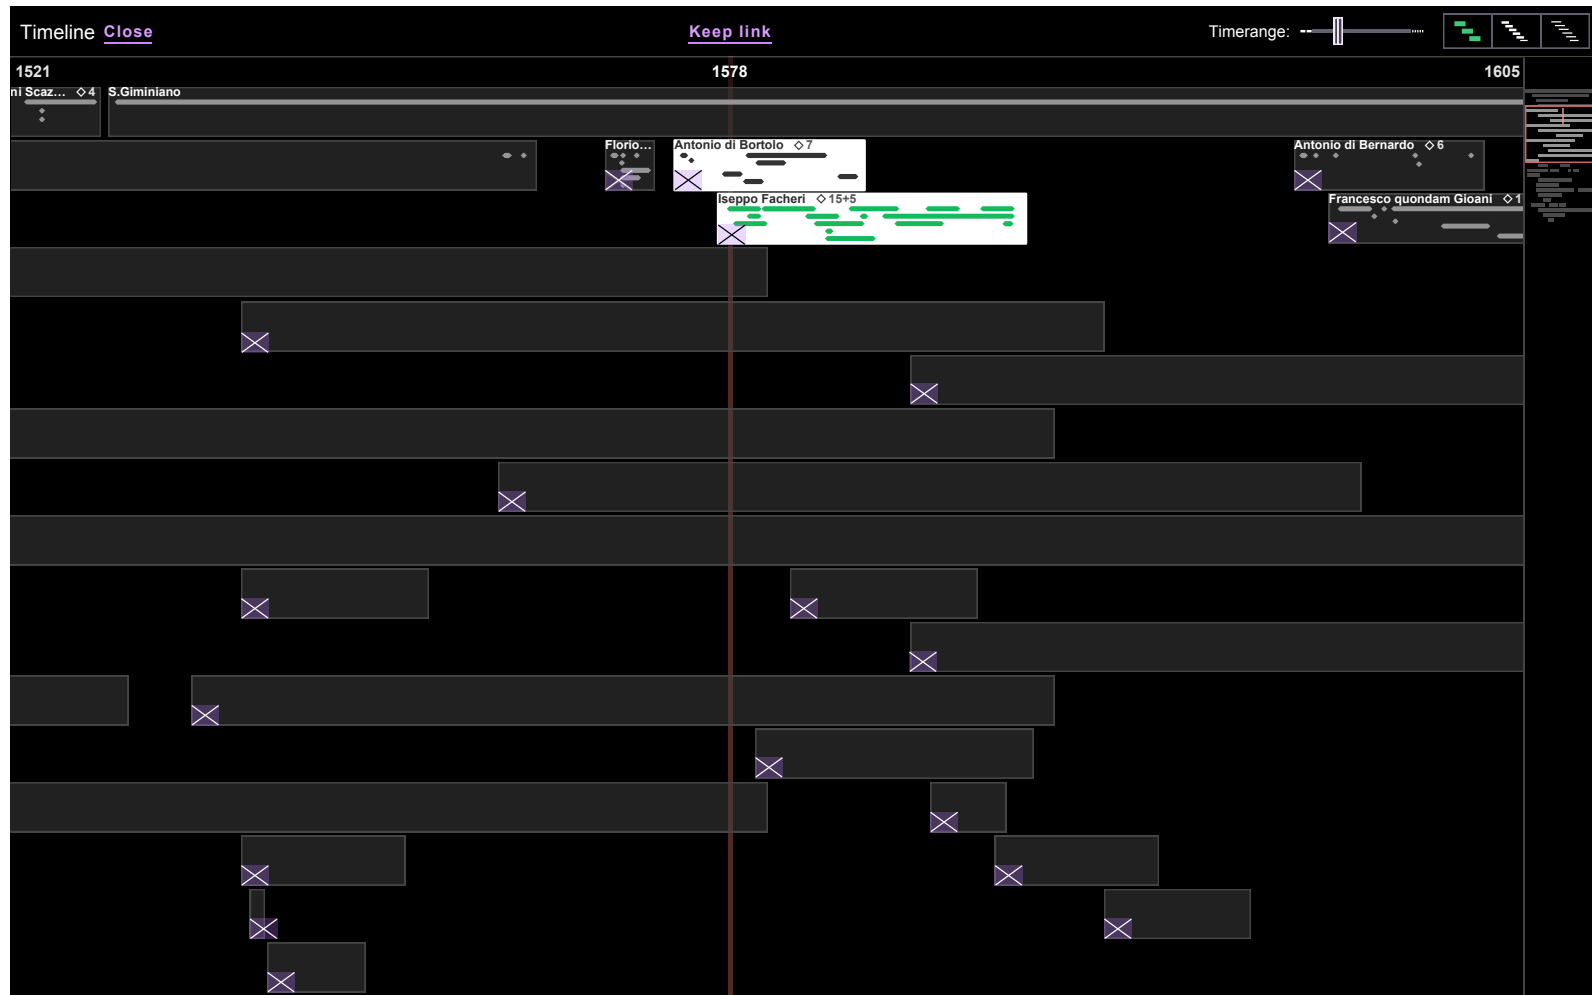 Timeline Close Keep link Timerange:
1521 1578 1605
ni Scaz... ◇ 4 S.Giminiano
Florio... Antonio di Bortolo ◇ 7 Antonio di Bernardo ◇ 6
Iseppo Facheri ◇ 15+5 Francesco quondam Gioani ◇ 1